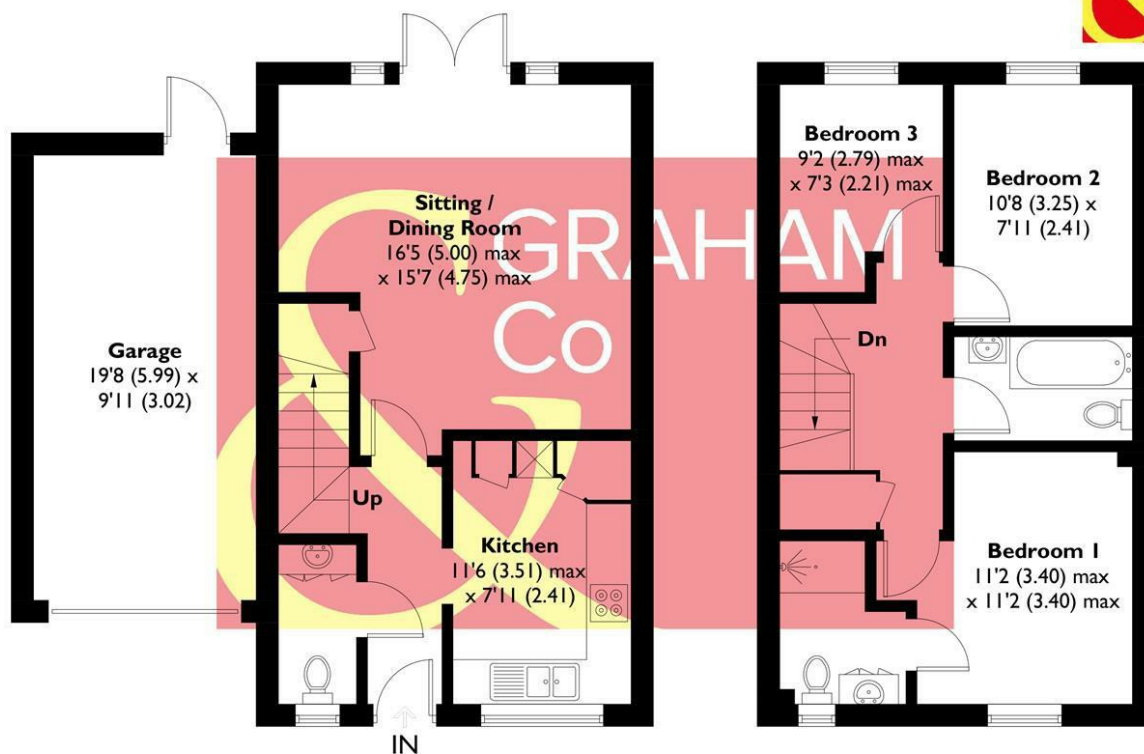 Garage
19'8 (5.99) x
9'11 (3.02)
Sitting /
Dining Room
16'5 (5.00) max
x 15'7 (4.75) max
GRAHAM
Co
Up
Kitchen
11'6 (3.51) max
x 7'11 (2.41)
IN
Bedroom 3
9'2 (2.79) max
x 7'3 (2.21) max
Bedroom 2
10'8 (3.25) x
7'11 (2.41)
Dn
Bedroom 1
11'2 (3.40) max
x 11'2 (3.40) max